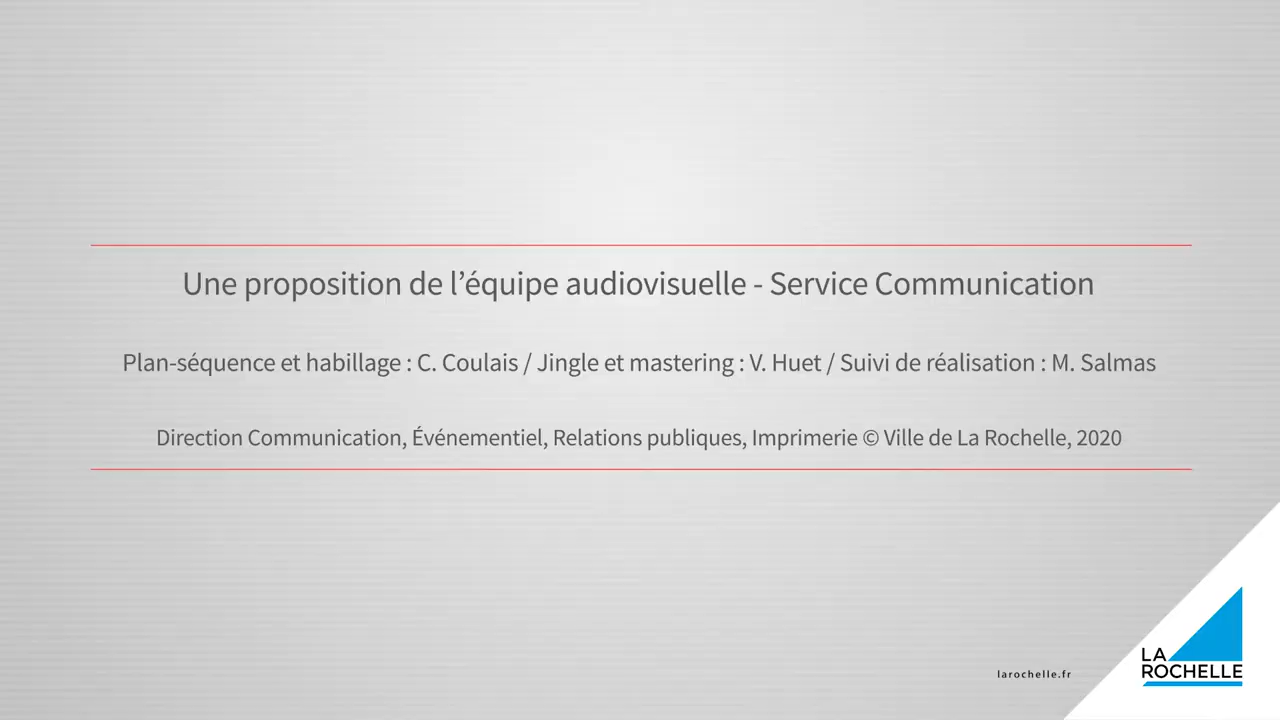 Une proposition de l’équipe audiovisuelle - Service Communication
Plan-séquence et habillage : C. Coulais / Jingle et mastering : V. Huet / Suivi de réalisation : M. Salmas
Direction Communication, Événementiel, Relations publiques, Imprimerie © Ville de La Rochelle, 2020
larochelle.fr
LA
ROCHELLE